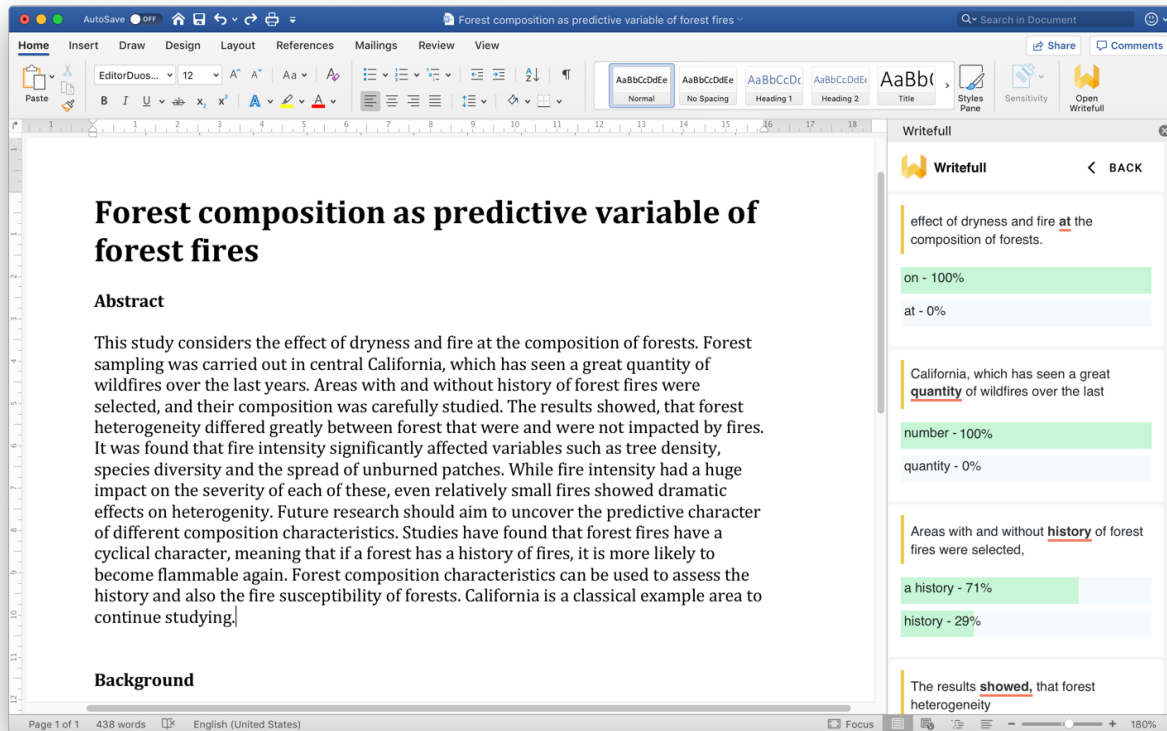 AutoSave OFF
Forest composition as predictive variable of forest fires
Search in Document
Home Insert Draw Design Layout References Mailings Review View
Share Comments
Paste
EditorDuos... 12
AaBbCcDdEe
Normal
AaBbCcDdEe
No Spacing
AaBbCcDc
Heading 1
AaBbCcDdEe
Heading 2
AaBb(
Title
Styles
Pane
Sensitivity
Open
Writefull
Writefull
Writefull
BACK
Forest composition as predictive variable of
forest fires
Abstract
This study considers the effect of dryness and fire at the composition of forests. Forest
sampling was carried out in central California, which has seen a great quantity of
wildfires over the last years. Areas with and without history of forest fires were
selected, and their composition was carefully studied. The results showed, that forest
heterogeneity differed greatly between forest that were and were not impacted by fires.
It was found that fire intensity significantly affected variables such as tree density,
species diversity and the spread of unburned patches. While fire intensity had a huge
impact on the severity of each of these, even relatively small fires showed dramatic
effects on heterogenity. Future research should aim to uncover the predictive character
of different composition characteristics. Studies have found that forest fires have a
cyclical character, meaning that if a forest has a history of fires, it is more likely to
become flammable again. Forest composition characteristics can be used to assess the
history and also the fire susceptibility of forests. California is a classical example area to
continue studying.
Background
effect of dryness and fire at the
composition of forests.
on - 100%
at - 0%
California, which has seen a great
quantity of wildfires over the last
number - 100%
quantity - 0%
Areas with and without history of forest
fires were selected,
a history - 71%
history - 29%
The results showed, that forest
heterogeneity
Page 1 of 1 438 words English (United States) Focus 180%